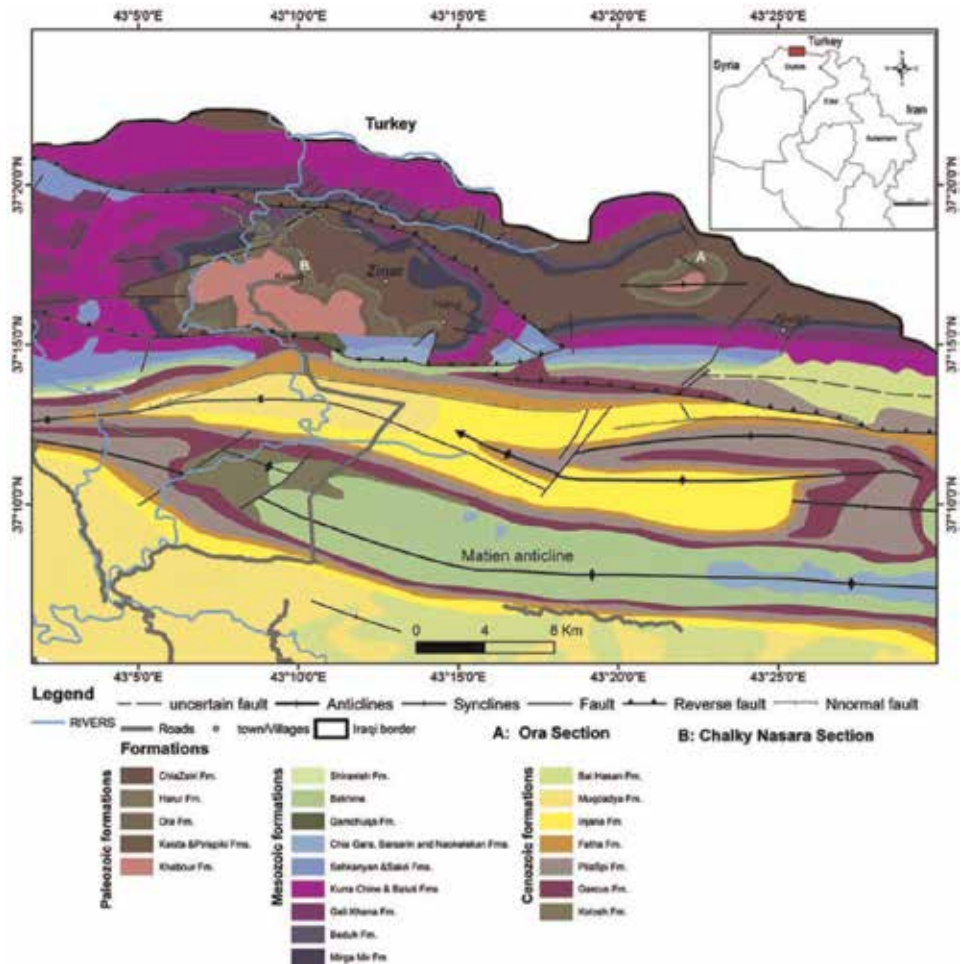 43°5'0"E 43°10'0"E 43°15'0"E 43°20'0"E 43°25'0"E
Turkey
Syria
Iran
Turkey
37°20'0"N 37°20'0"N
A
B
37°15'0"N 37°15'0"N
37°10'0"N 37°10'0"N
Matien anticline
0 4 8 Km
43°5'0"E 43°10'0"E 43°15'0"E 43°20'0"E 43°25'0"E
Legend
uncertain fault Anticlines Synclines Fault Reverse fault Nnormal fault
RIVERS Roads town/Villages Iraqi border A: Ora Section B: Chalky Nasara Section
Formations
Paleozoic formations
ChiaZairi Fm.
Harur Fm.
Ora Fm.
Kaista &Pirispiki Fms.
Khabour Fm.
Mesozoic formations
Shiranish Fm.
Bekhme
Qamchuqa Fm.
Chia Gara, Barsarin and Naokelekan Fms.
Sehkanyan &Sakri Fms.
Kurra Chine & Baluti Fms
Geli Khana Fm.
Beduh Fm.
Mirga Mir Fm
Cenozoic formations
Bai Hasan Fm.
Muqdadya Fm.
Injana Fm
Fatha Fm.
PilaSpi Fm.
Gercus Fm.
Kolosh Fm.